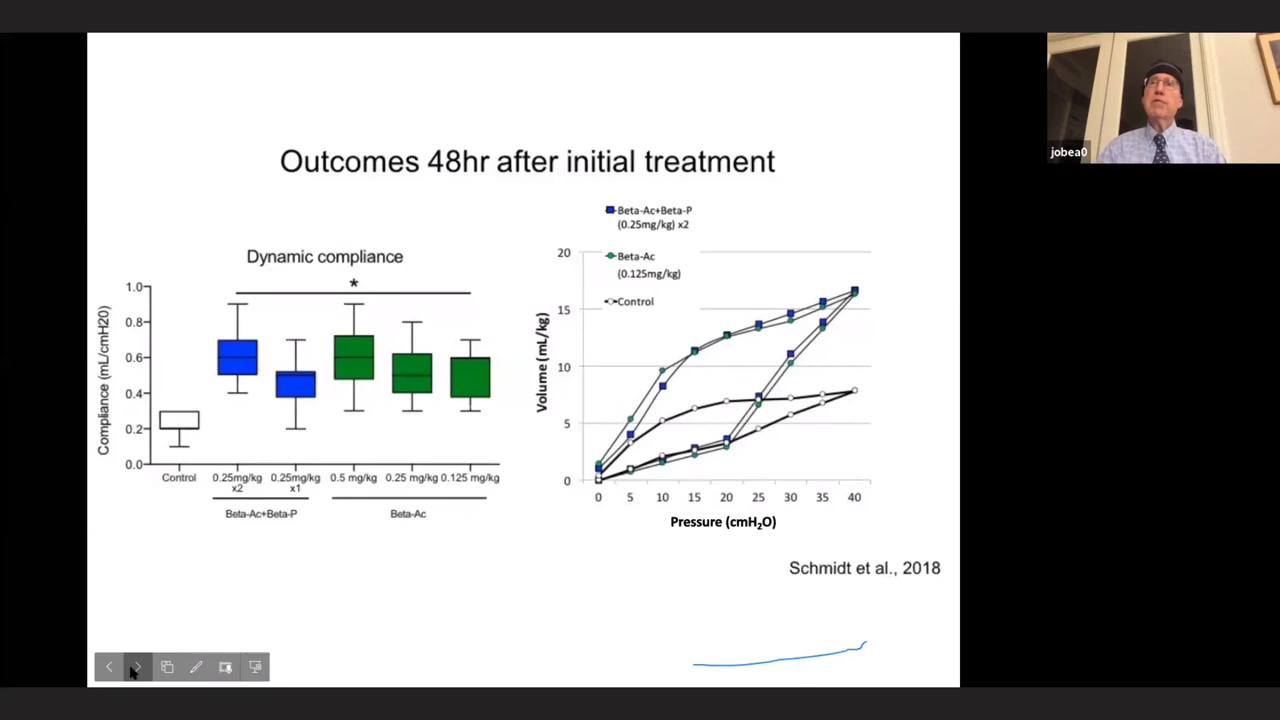 Outcomes 48hr after initial treatment
Dynamic compliance
*
Compliance (mL/cmH20)
1.0
0.8
0.6
0.4
0.2
0.0
Control
0.25mg/kg
x2
0.25mg/kg
x1
0.5 mg/kg
0.25 mg/kg
0.125 mg/kg
Beta-Ac+Beta-P
Beta-Ac
Beta-Ac+Beta-P
(0.25mg/kg) x2
Beta-Ac
(0.125mg/kg)
Control
Volume (mL/kg)
20
15
10
5
0
0 5 10 15 20 25 30 35 40
Pressure (cmH₂O)
Schmidt et al., 2018
jobea0